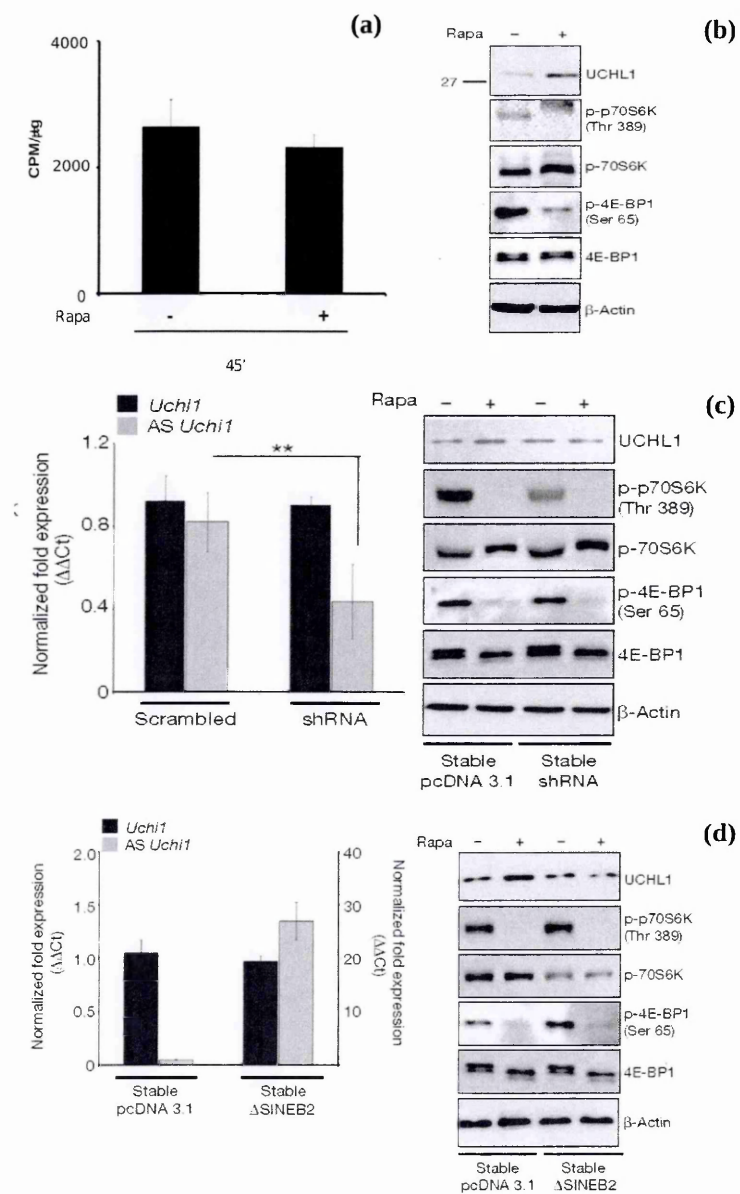 (a)
4000
2000
0
CPM/µg
Rapa
-
+
45'
(b)
Rapa
–
+
27
UCHL1
p-p70S6K
(Thr 389)
p-70S6K
p-4E-BP1
(Ser 65)
4E-BP1
β-Actin
Uchl1
AS Uchl1
1.2
0.8
0.4
0
Normalized fold expression
(ΔΔCt)
**
Scrambled
shRNA
(c)
Rapa
–
+
–
+
UCHL1
p-p70S6K
(Thr 389)
p-70S6K
p-4E-BP1
(Ser 65)
4E-BP1
β-Actin
Stable
pcDNA 3.1
Stable
shRNA
Uchl1
AS Uchl1
2.0
1.5
1.0
0.5
0
Normalized fold expression
(ΔΔCt)
40
30
20
10
Normalized fold expression
(ΔΔCt)
Stable
pcDNA 3.1
Stable
ΔSINEB2
(d)
Rapa
–
+
–
+
UCHL1
p-p70S6K
(Thr 389)
p-70S6K
p-4E-BP1
(Ser 65)
4E-BP1
β-Actin
Stable
pcDNA 3.1
Stable
ΔSINEB2